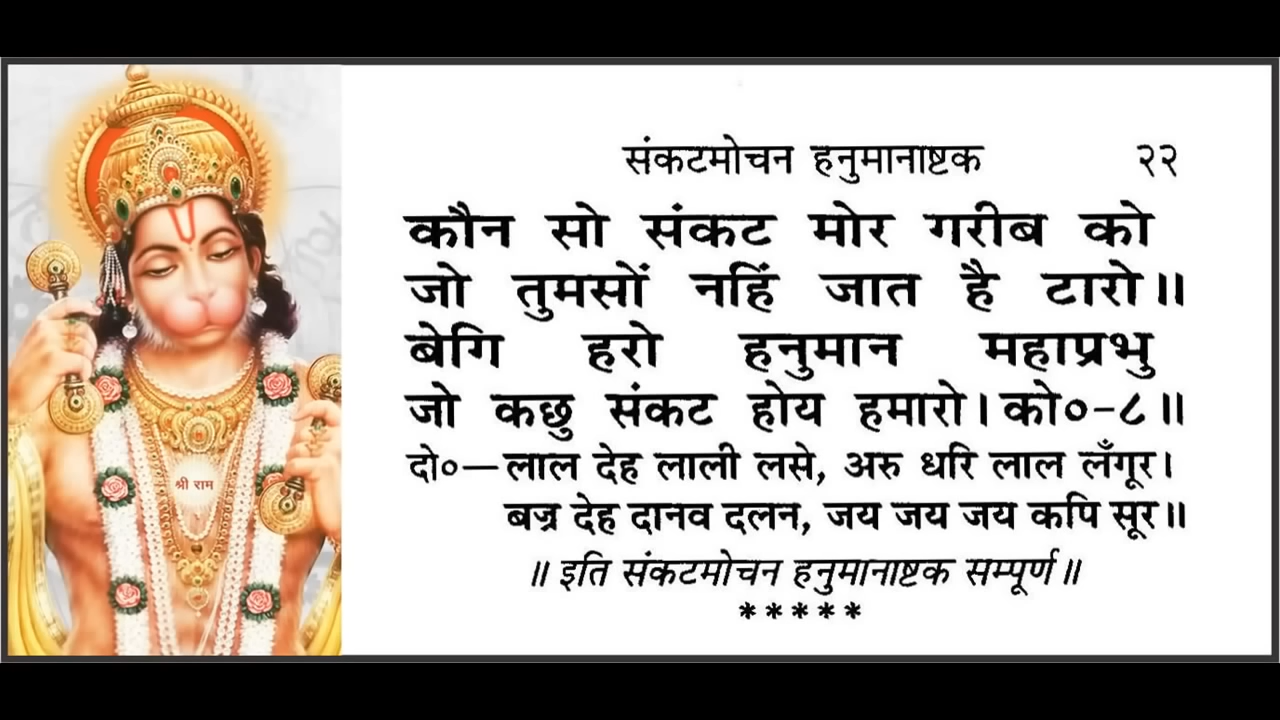 संकटमोचन हनुमानाष्टक २२
कौन सो संकट मोर गरीब को
जो तुमसों नहिं जात है टारो॥
बेगि हरो हनुमान महाप्रभु
जो कछु संकट होय हमारो। को०-८॥
दो०—लाल देह लाली लसे, अरु धरि लाल लँगूर।
बज्र देह दानव दलन, जय जय जय कपि सूर॥
॥ इति संकटमोचन हनुमानाष्टक सम्पूर्ण॥
*****
श्री राम